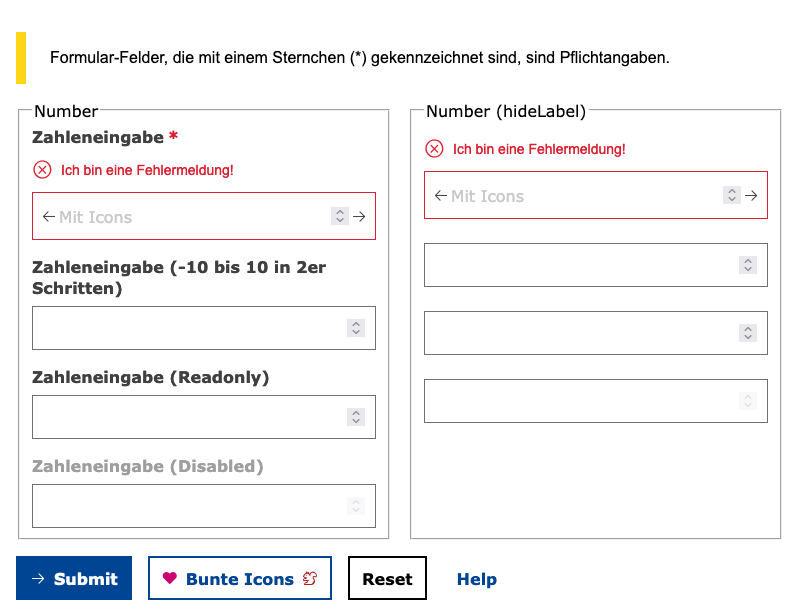 Formular-Felder, die mit einem Sternchen (*) gekennzeichnet sind, sind Pflichtangaben.
Number
Zahleneingabe *
Ich bin eine Fehlermeldung!
Mit Icons
Zahleneingabe (-10 bis 10 in 2er
Schritten)
Zahleneingabe (Readonly)
Zahleneingabe (Disabled)
Number (hideLabel)
Ich bin eine Fehlermeldung!
Mit Icons
Submit
Bunte Icons
Reset
Help